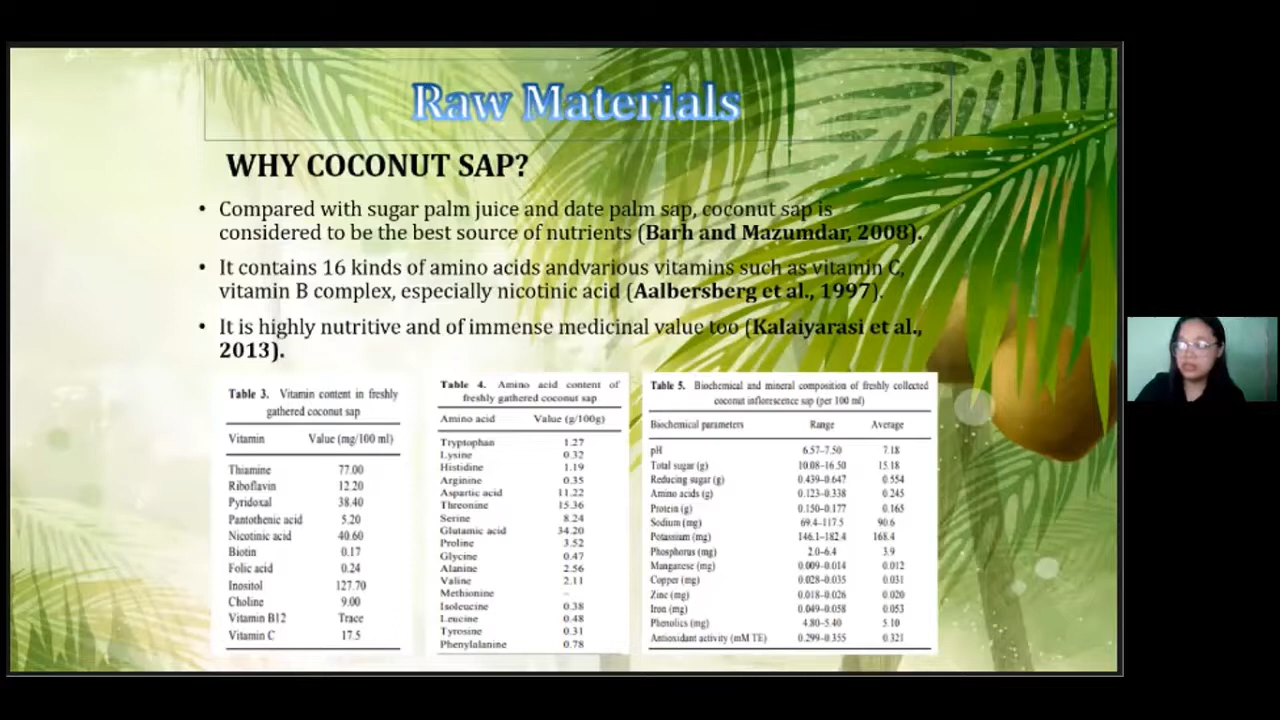 Raw Materials
WHY COCONUT SAP?
• Compared with sugar palm juice and date palm sap, coconut sap is
considered to be the best source of nutrients (Barh and Mazumdar, 2008).
• It contains 16 kinds of amino acids andvarious vitamins such as vitamin C,
vitamin B complex, especially nicotinic acid (Aalbersberg et al., 1997).
• It is highly nutritive and of immense medicinal value too (Kalaiyarasi et al.,
2013).
Table 3. Vitamin content in freshly
gathered coconut sap
Vitamin Value (mg/100 ml)
Thiamine 77.00
Riboflavin 12.20
Pyridoxal 38.40
Pantothenic acid 5.20
Nicotinic acid 40.60
Biotin 0.17
Folic acid 0.24
Inositol 127.70
Choline 9.00
Vitamin B12 Trace
Vitamin C 17.5
Table 4. Amino acid content of
freshly gathered coconut sap
Amino acid Value (g/100g)
Tryptophan 1.27
Lysine 0.32
Histidine 1.19
Arginine 0.35
Aspartic acid 11.22
Threonine 15.36
Serine 8.24
Glutamic acid 34.20
Proline 3.52
Glycine 0.47
Alanine 2.56
Valine 2.11
Methionine –
Isoleucine 0.38
Leucine 0.48
Tyrosine 0.31
Phenylalanine 0.78
Table 5. Biochemical and mineral composition of freshly collected
coconut inflorescence sap (per 100 ml)
Biochemical parameters Range Average
pH 6.57–7.50 7.18
Total sugar (g) 10.08–16.50 15.18
Reducing sugar (g) 0.439–0.647 0.554
Amino acids (g) 0.123–0.338 0.245
Protein (g) 0.150–0.177 0.165
Sodium (mg) 69.4–117.5 90.6
Potassium (mg) 146.1–182.4 168.4
Phosphorus (mg) 2.0–6.4 3.9
Manganese (mg) 0.009–0.014 0.012
Copper (mg) 0.028–0.035 0.031
Zinc (mg) 0.018–0.026 0.020
Iron (mg) 0.049–0.058 0.053
Phenolics (mg) 4.80–5.40 5.10
Antioxidant activity (mM TE) 0.299–0.355 0.321